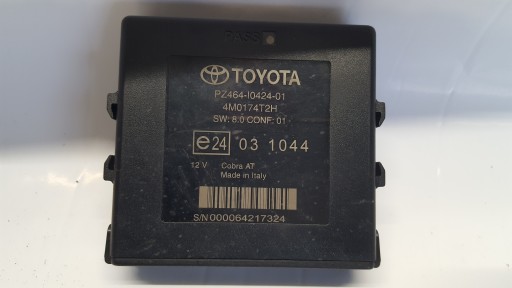 TOYOTA
PZ464-I0424-01
4M0174T2H
SW: 8.0 CONF: 01
e24 03 1044
12 V Cobra AT
Made in Italy
S/N000064217324